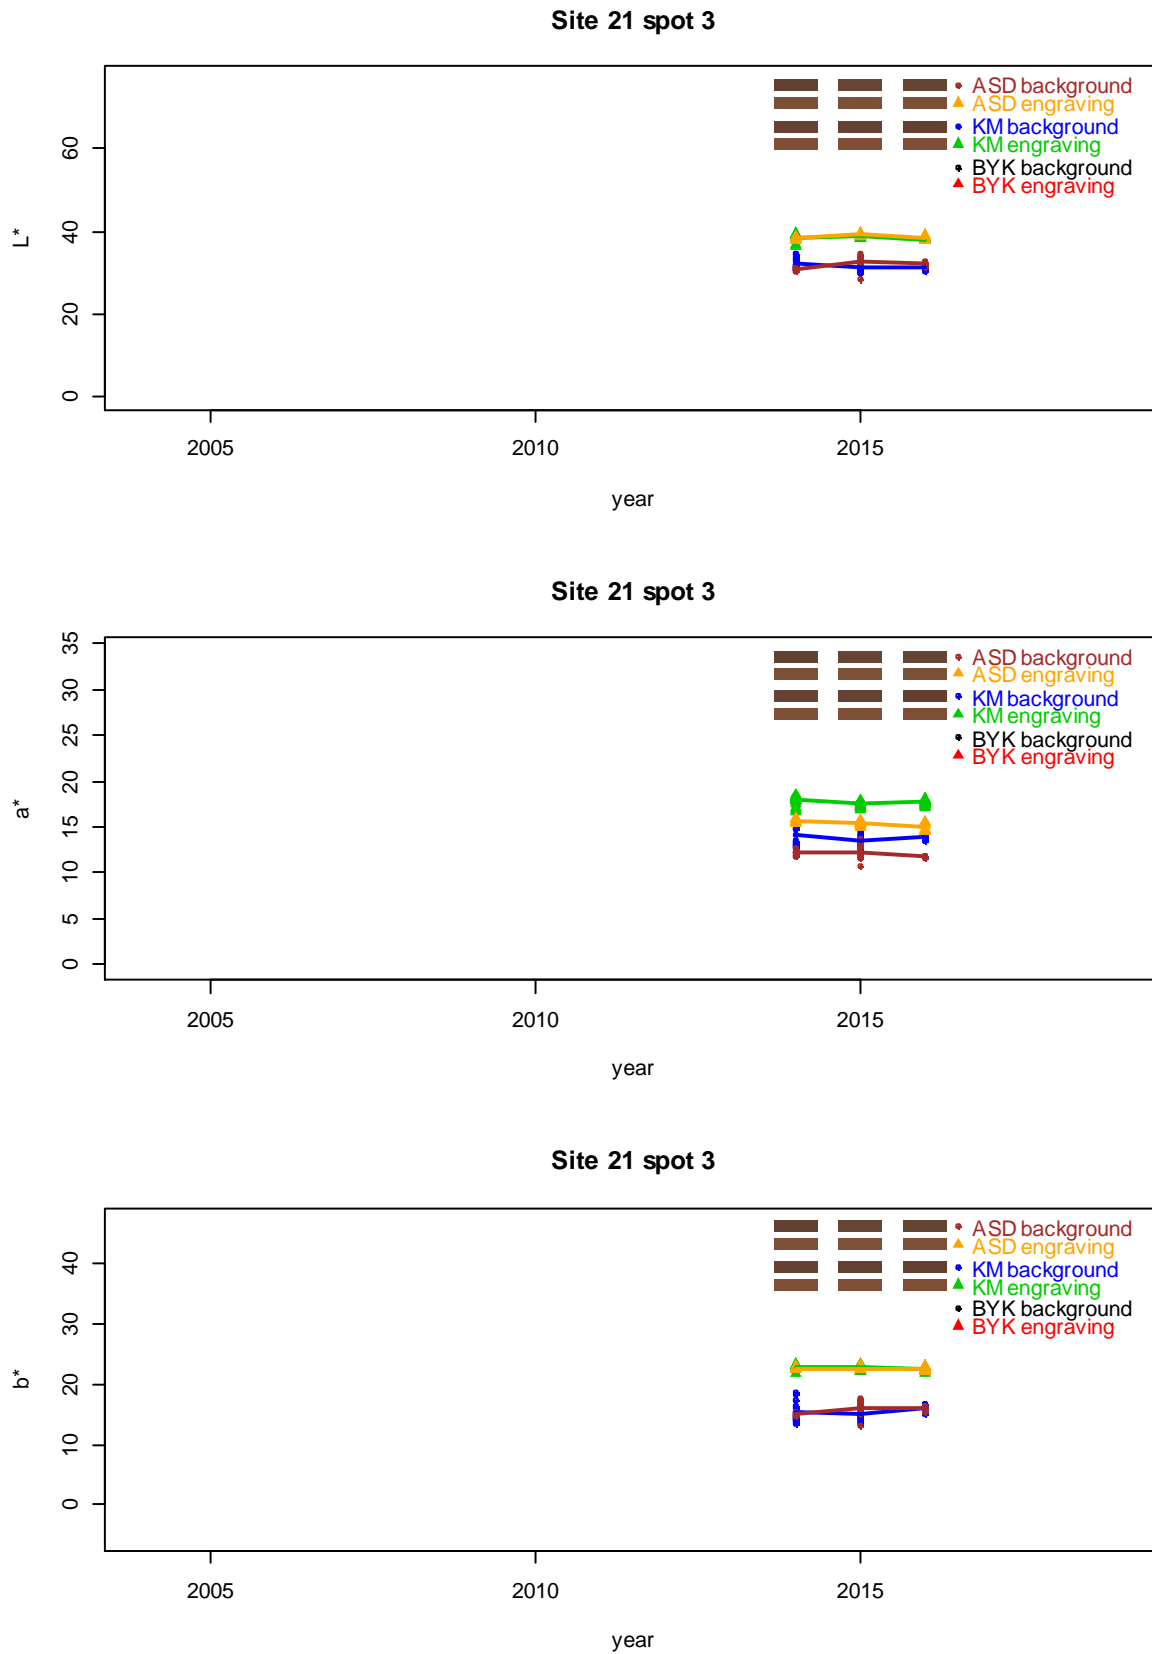 Site 21 spot 3
ASD background
ASD engraving
KM background
KM engraving
BYK background
BYK engraving
60
40
20
0
L*
2005 2010 2015
year
Site 21 spot 3
ASD background
ASD engraving
KM background
KM engraving
BYK background
BYK engraving
35
30
25
20
15
10
5
0
a*
2005 2010 2015
year
Site 21 spot 3
ASD background
ASD engraving
KM background
KM engraving
BYK background
BYK engraving
40
30
20
10
0
b*
2005 2010 2015
year